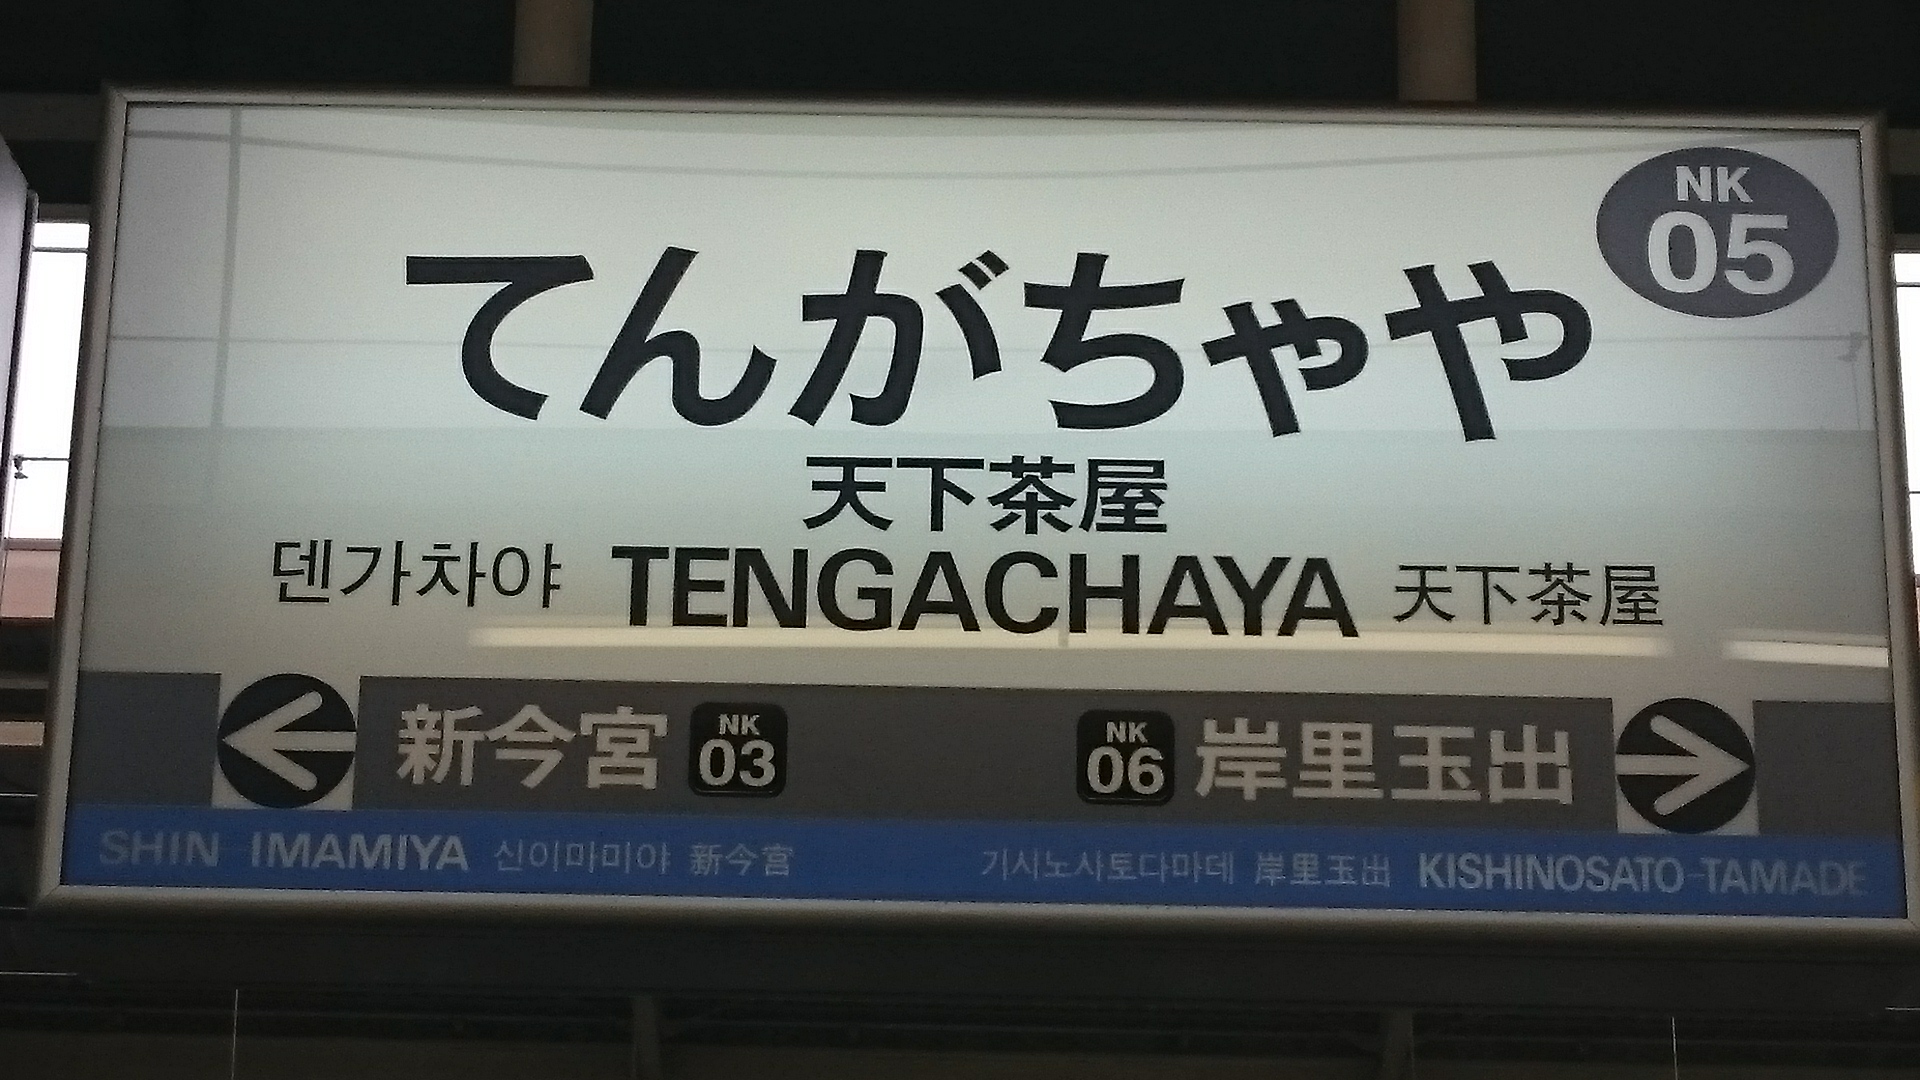 NK
05
てんがちゃや
天下茶屋
덴가차야 TENGACHAYA 天下茶屋
新今宮 NK 03 NK 06 岸里玉出
SHIN-IMAMIYA 신이마미야 新今宮 기시노사토다마데 岸里玉出 KISHINOSATO-TAMADE